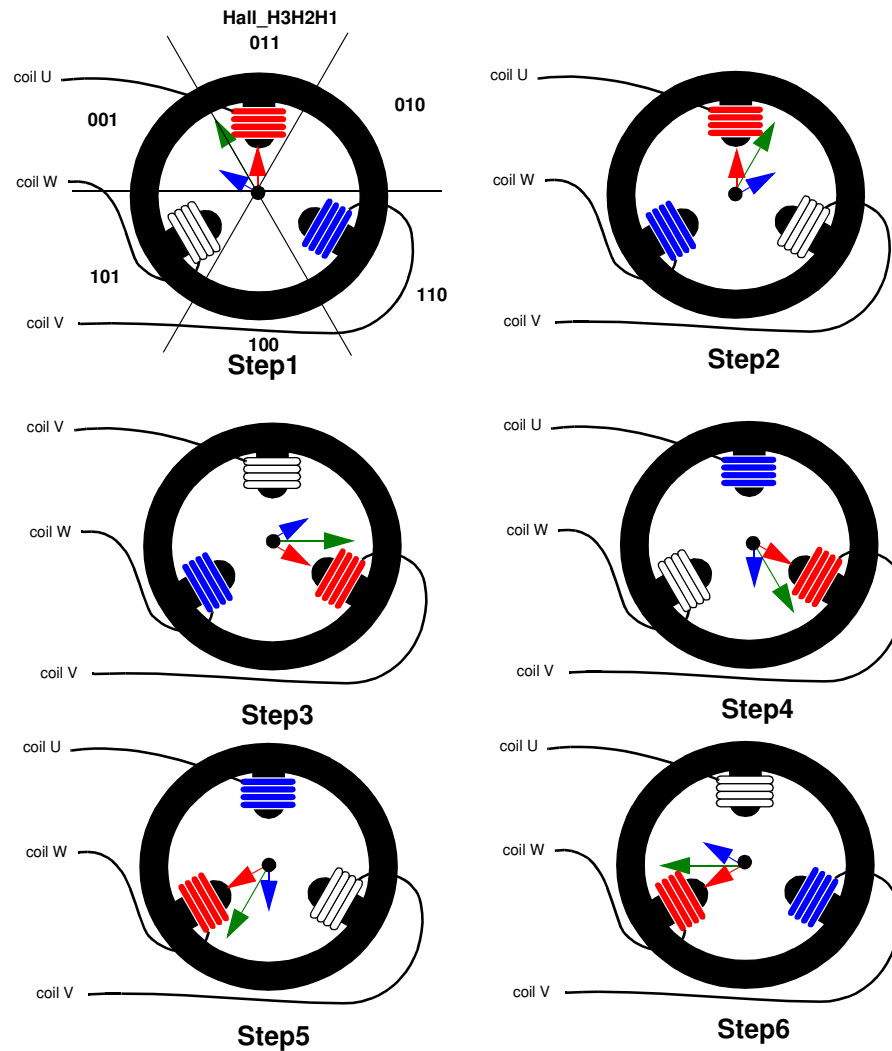 Hall_H3H2H1
011
coil U
001
010
coil W
101
110
coil V
100
Step1
coil U
coil W
coil V
Step2
coil V
coil W
coil V
Step3
coil U
coil W
coil V
Step4
coil U
coil W
coil V
Step5
coil U
coil W
coil V
Step6